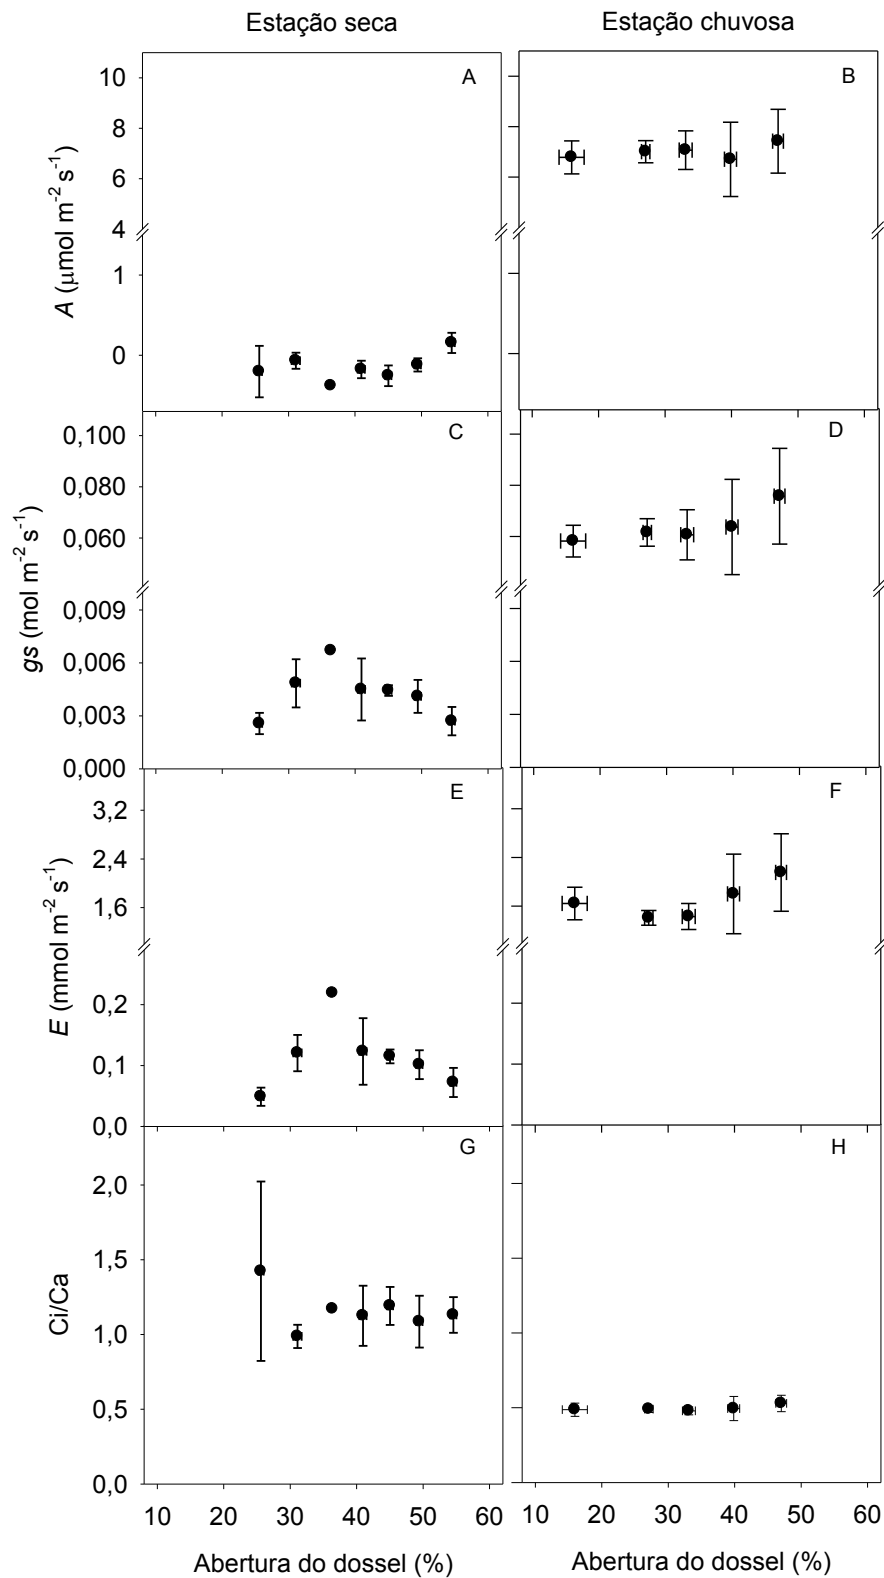 Estação seca
Estação chuvosa
A
B
10
8
6
4
1
0
A (μmol m-2 s-1)
C
D
0,100
0,080
0,060
0,009
0,006
0,003
0,000
gs (mol m-2 s-1)
E
F
3,2
2,4
1,6
0,2
0,1
0,0
E (mmol m-2 s-1)
G
H
2,0
1,5
1,0
0,5
0,0
Ci/Ca
10 20 30 40 50 60
10 20 30 40 50 60
Abertura do dossel (%)
Abertura do dossel (%)